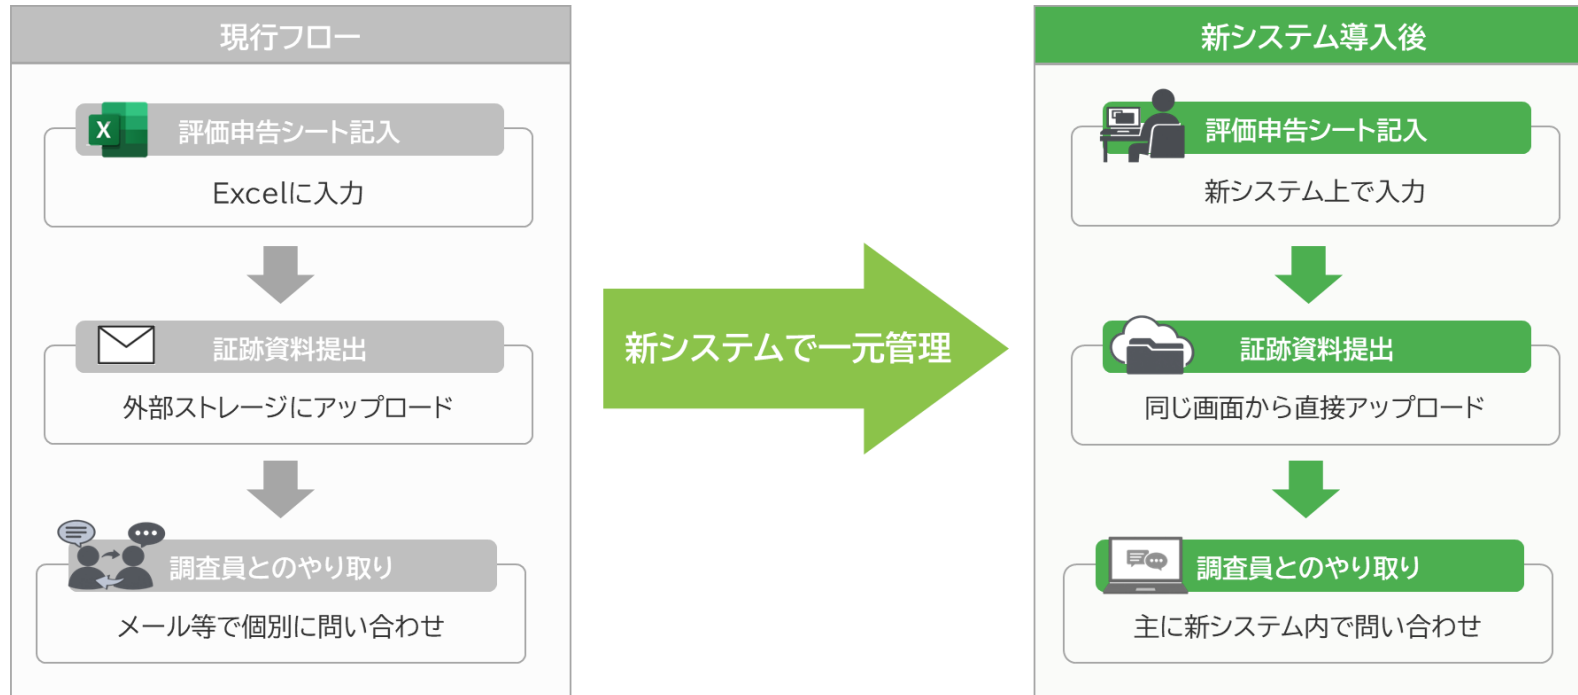 現行フロー
X
評価申告シート記入
Excelに入力
証跡資料提出
外部ストレージにアップロード
調査員とのやり取り
メール等で個別に問い合わせ
新システムで一元管理
新システム導入後
評価申告シート記入
新システム上で入力
証跡資料提出
同じ画面から直接アップロード
調査員とのやり取り
主に新システム内で問い合わせ